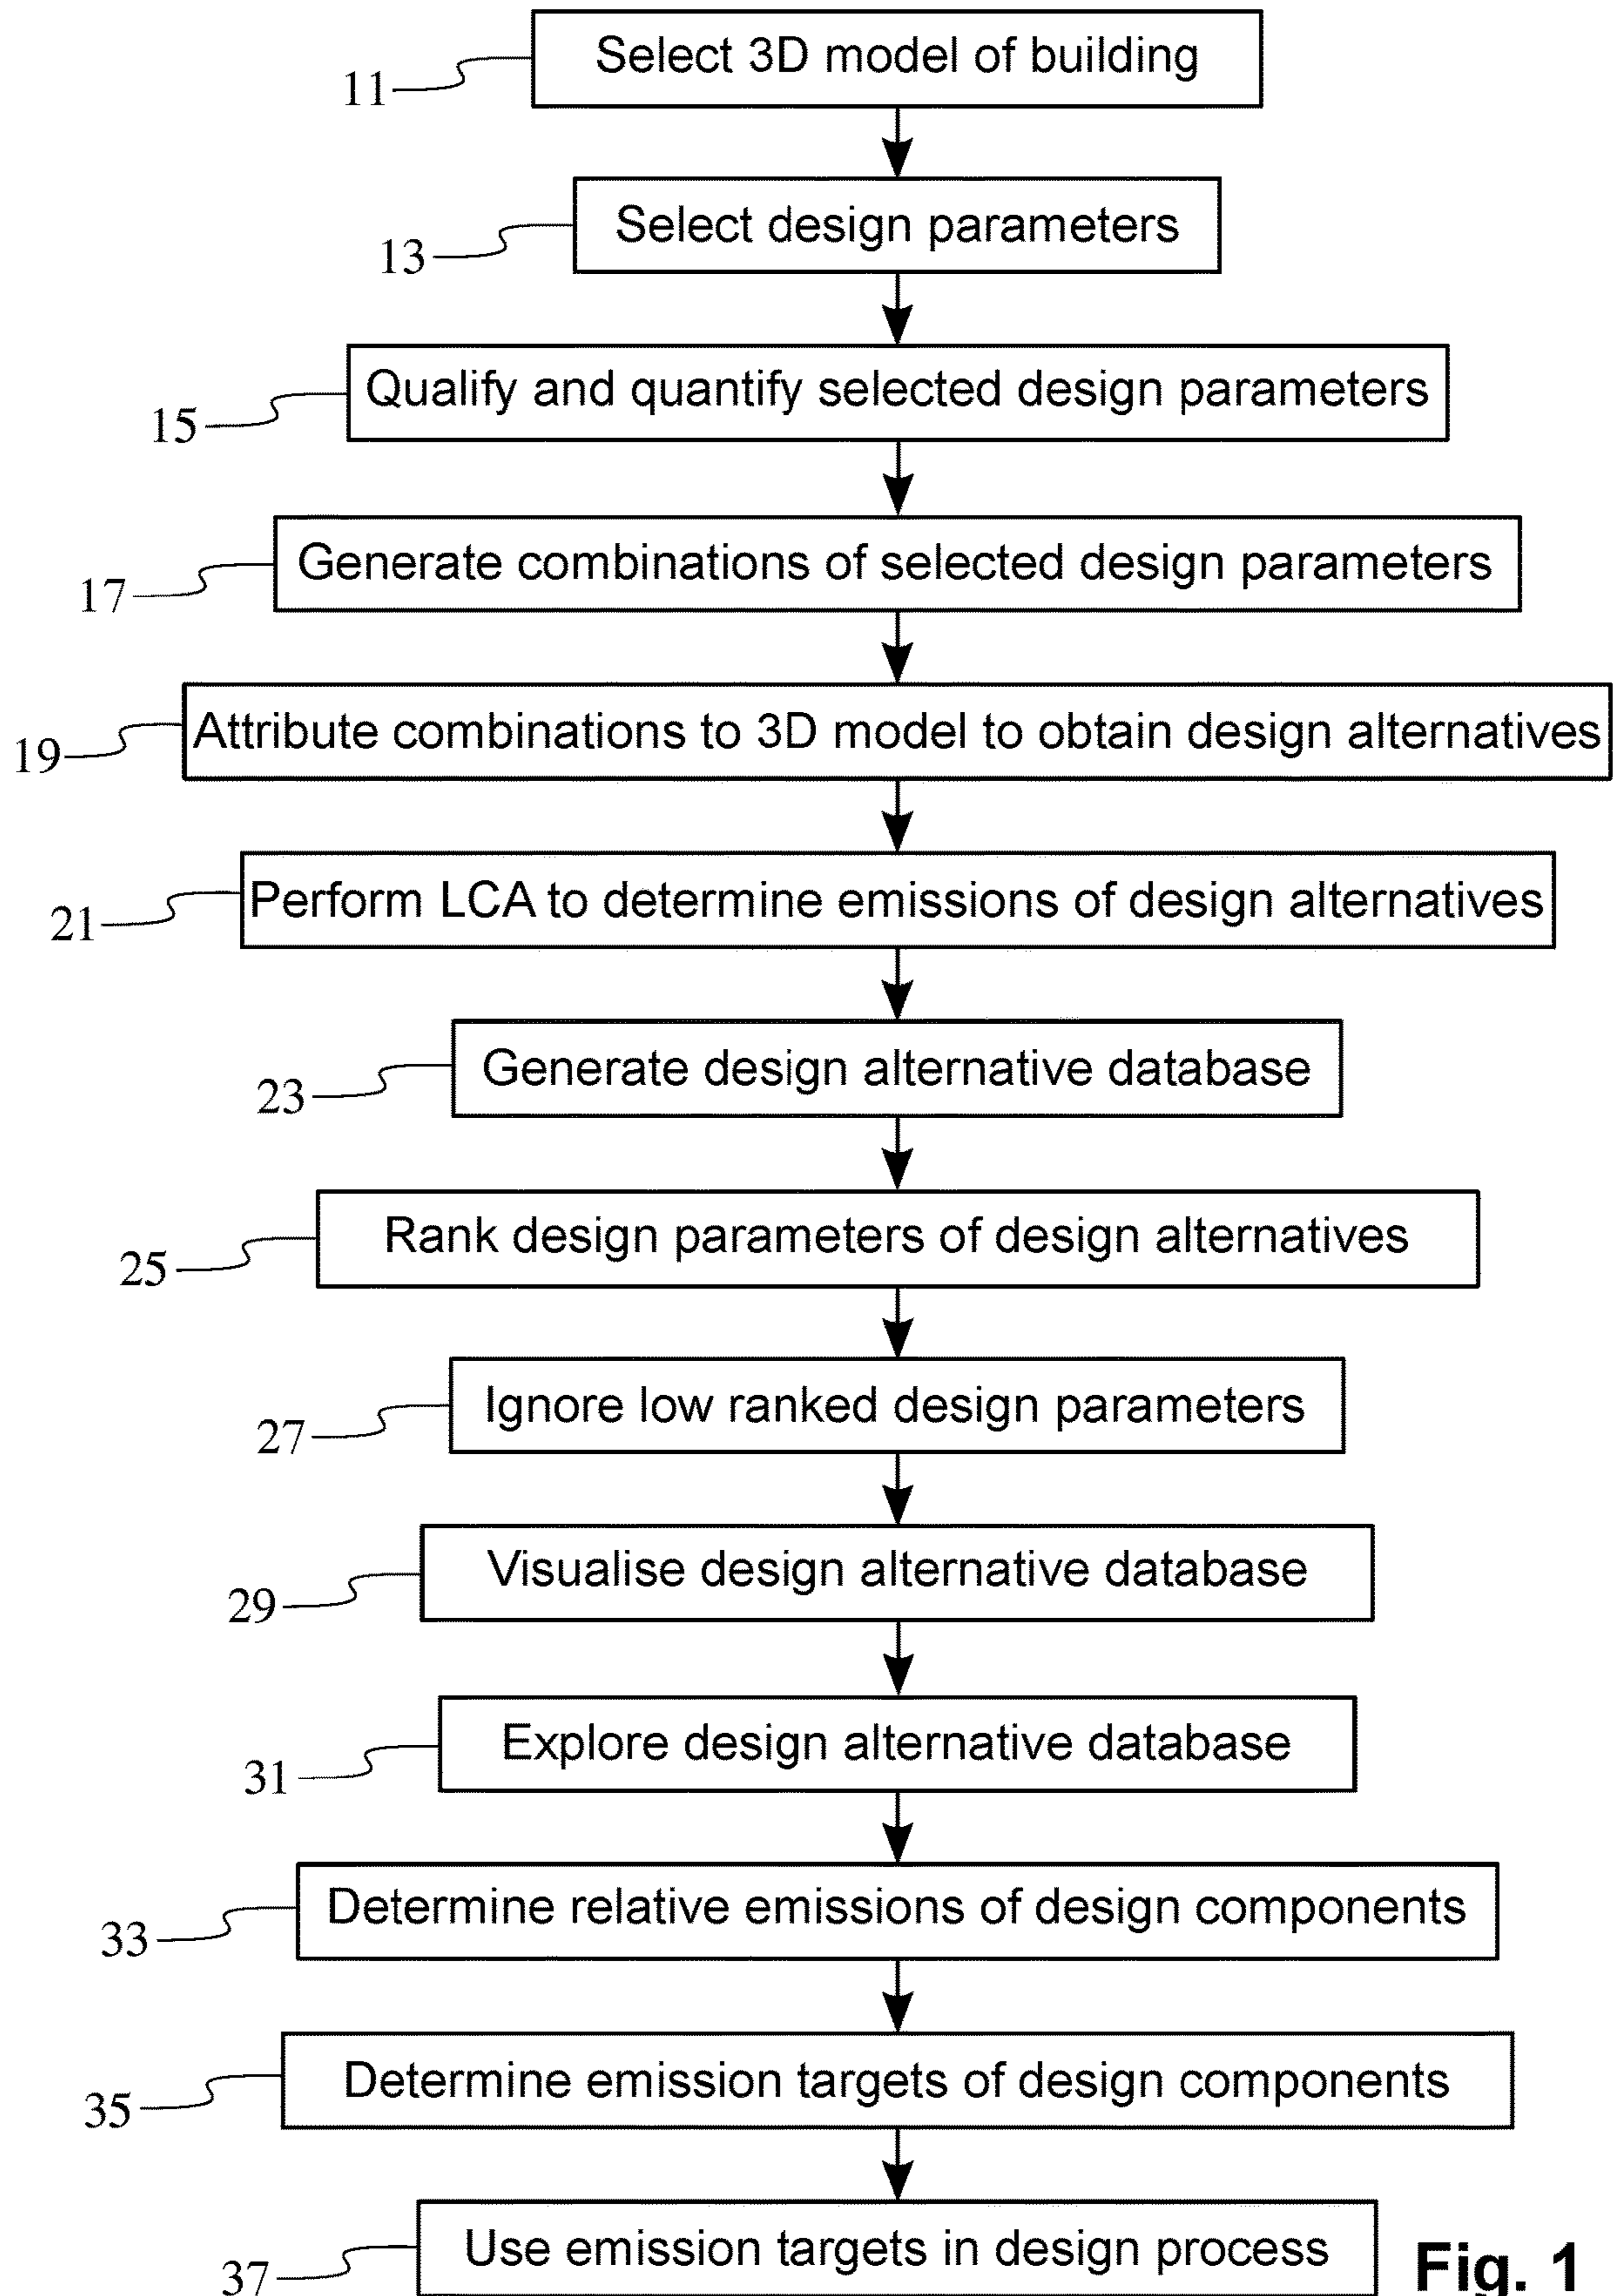 Select 3D model of building
11
Select design parameters
13
Qualify and quantify selected design parameters
15
Generate combinations of selected design parameters
17
Attribute combinations to 3D model to obtain design alternatives
19
Perform LCA to determine emissions of design alternatives
21
Generate design alternative database
23
Rank design parameters of design alternatives
25
Ignore low ranked design parameters
27
Visualise design alternative database
29
Explore design alternative database
31
Determine relative emissions of design components
33
Determine emission targets of design components
35
Use emission targets in design process
37
Fig. 1